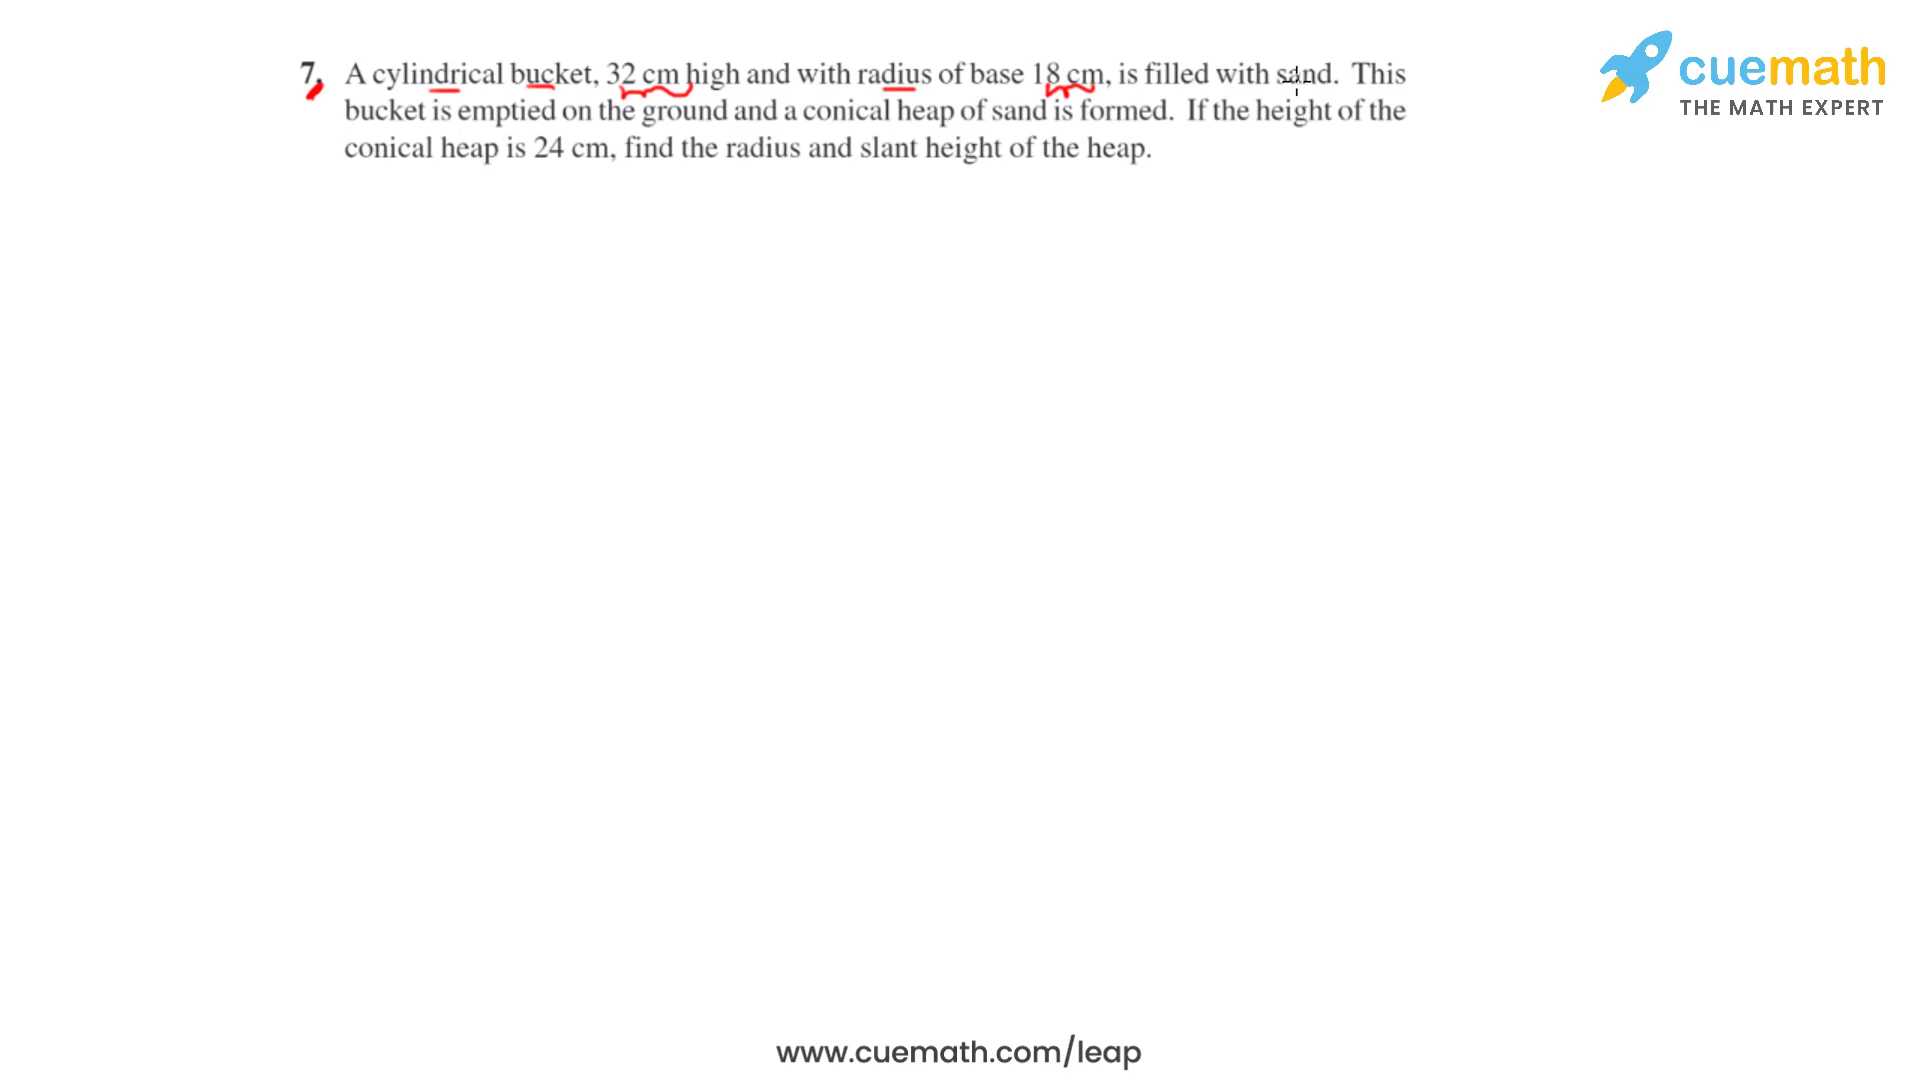 7. A cylindrical bucket, 32 cm high and with radius of base 18 cm, is filled with sand. This
bucket is emptied on the ground and a conical heap of sand is formed. If the height of the
conical heap is 24 cm, find the radius and slant height of the heap.
cuemath
THE MATH EXPERT
www.cuemath.com/leap